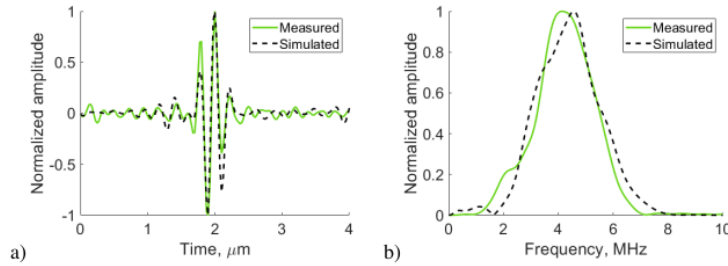 Measured
Simulated
Normalized amplitude
1
0.5
0
-0.5
-1
0
1
2
3
4
Time, μm
a)
Measured
Simulated
Normalized amplitude
1
0.8
0.6
0.4
0.2
0
0
2
4
6
8
10
Frequency, MHz
b)